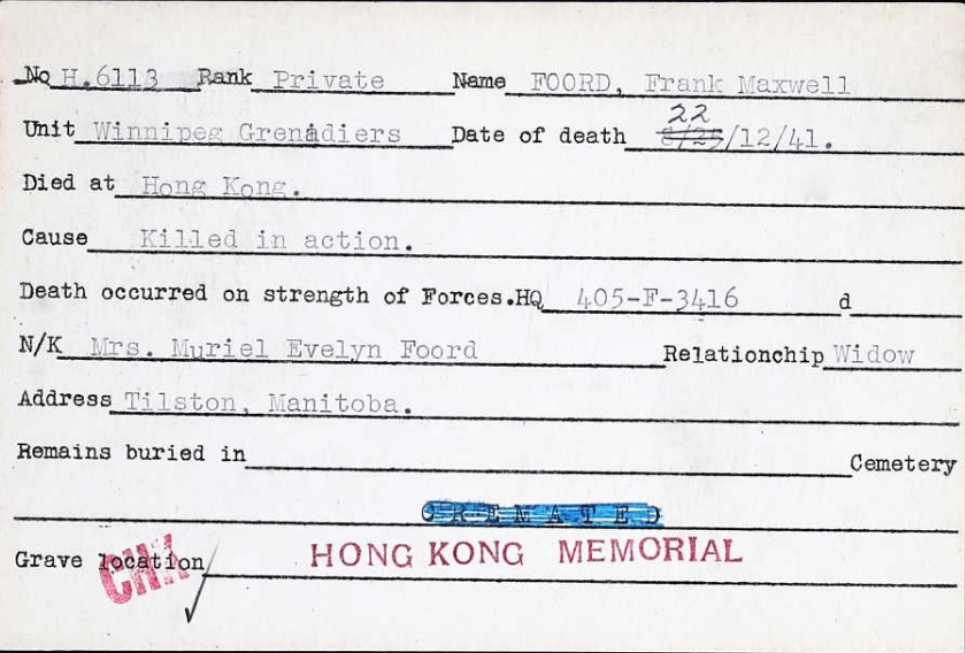 No H.6113 Rank Private Name FOORD, Frank Maxwell
22
Unit Winnipeg Grenadiers Date of death 8/25/12/41.
Died at Hong Kong.
Cause Killed in action.
Death occurred on strength of Forces.HQ 405-F-3416 d
N/K Mrs. Muriel Evelyn Foord Relationchip Widow
Address Tilston, Manitoba.
Remains buried in Cemetery
CREMATED
Grave location HONG KONG MEMORIAL